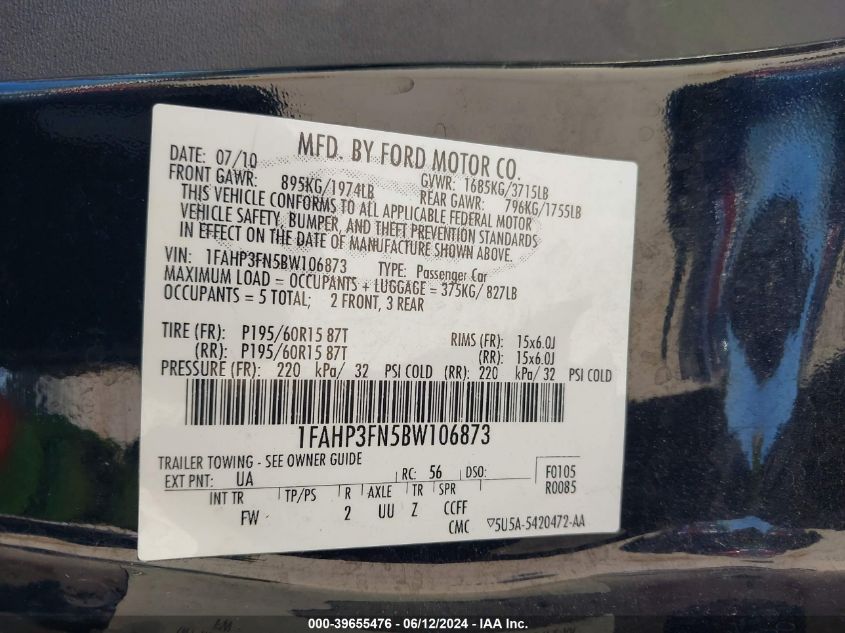 MFD. BY FORD MOTOR CO.
DATE: 07/10 GVWR: 1685KG/3715LB
FRONT GAWR: 895KG/1974LB REAR GAWR: 796KG/1755LB
THIS VEHICLE CONFORMS TO ALL APPLICABLE FEDERAL MOTOR
VEHICLE SAFETY, BUMPER, AND THEFT PREVENTION STANDARDS
IN EFFECT ON THE DATE OF MANUFACTURE SHOWN ABOVE.
VIN: 1FAHP3FN5BW106873 TYPE: Passenger Car
MAXIMUM LOAD = OCCUPANTS + LUGGAGE = 375KG/827LB
OCCUPANTS = 5 TOTAL; 2 FRONT, 3 REAR
TIRE (FR): P195/60R15 87T RIMS (FR): 15x6.0J
(RR): P195/60R15 87T (RR): 15x6.0J
PRESSURE (FR): 220 kPa/ 32 PSI COLD (RR): 220 kPa/ 32 PSI COLD
1FAHP3FN5BW106873
TRAILER TOWING - SEE OWNER GUIDE
EXT PNT: UA RC: 56 DSO: F0105
R0085
INT TR TP/PS R AXLE TR SPR
FW 2 UU Z CCFF
CMC ▽5U5A-5420472-AA
000-39655476 - 06/12/2024 - IAA Inc.